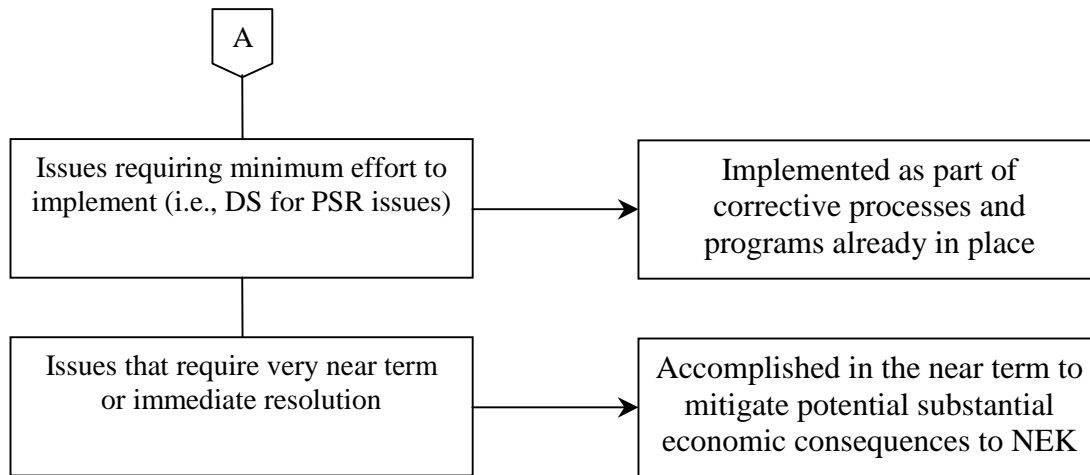 A
Issues requiring minimum effort to
implement (i.e., DS for PSR issues)
Implemented as part of
corrective processes and
programs already in place
Issues that require very near term
or immediate resolution
Accomplished in the near term to
mitigate potential substantial
economic consequences to NEK